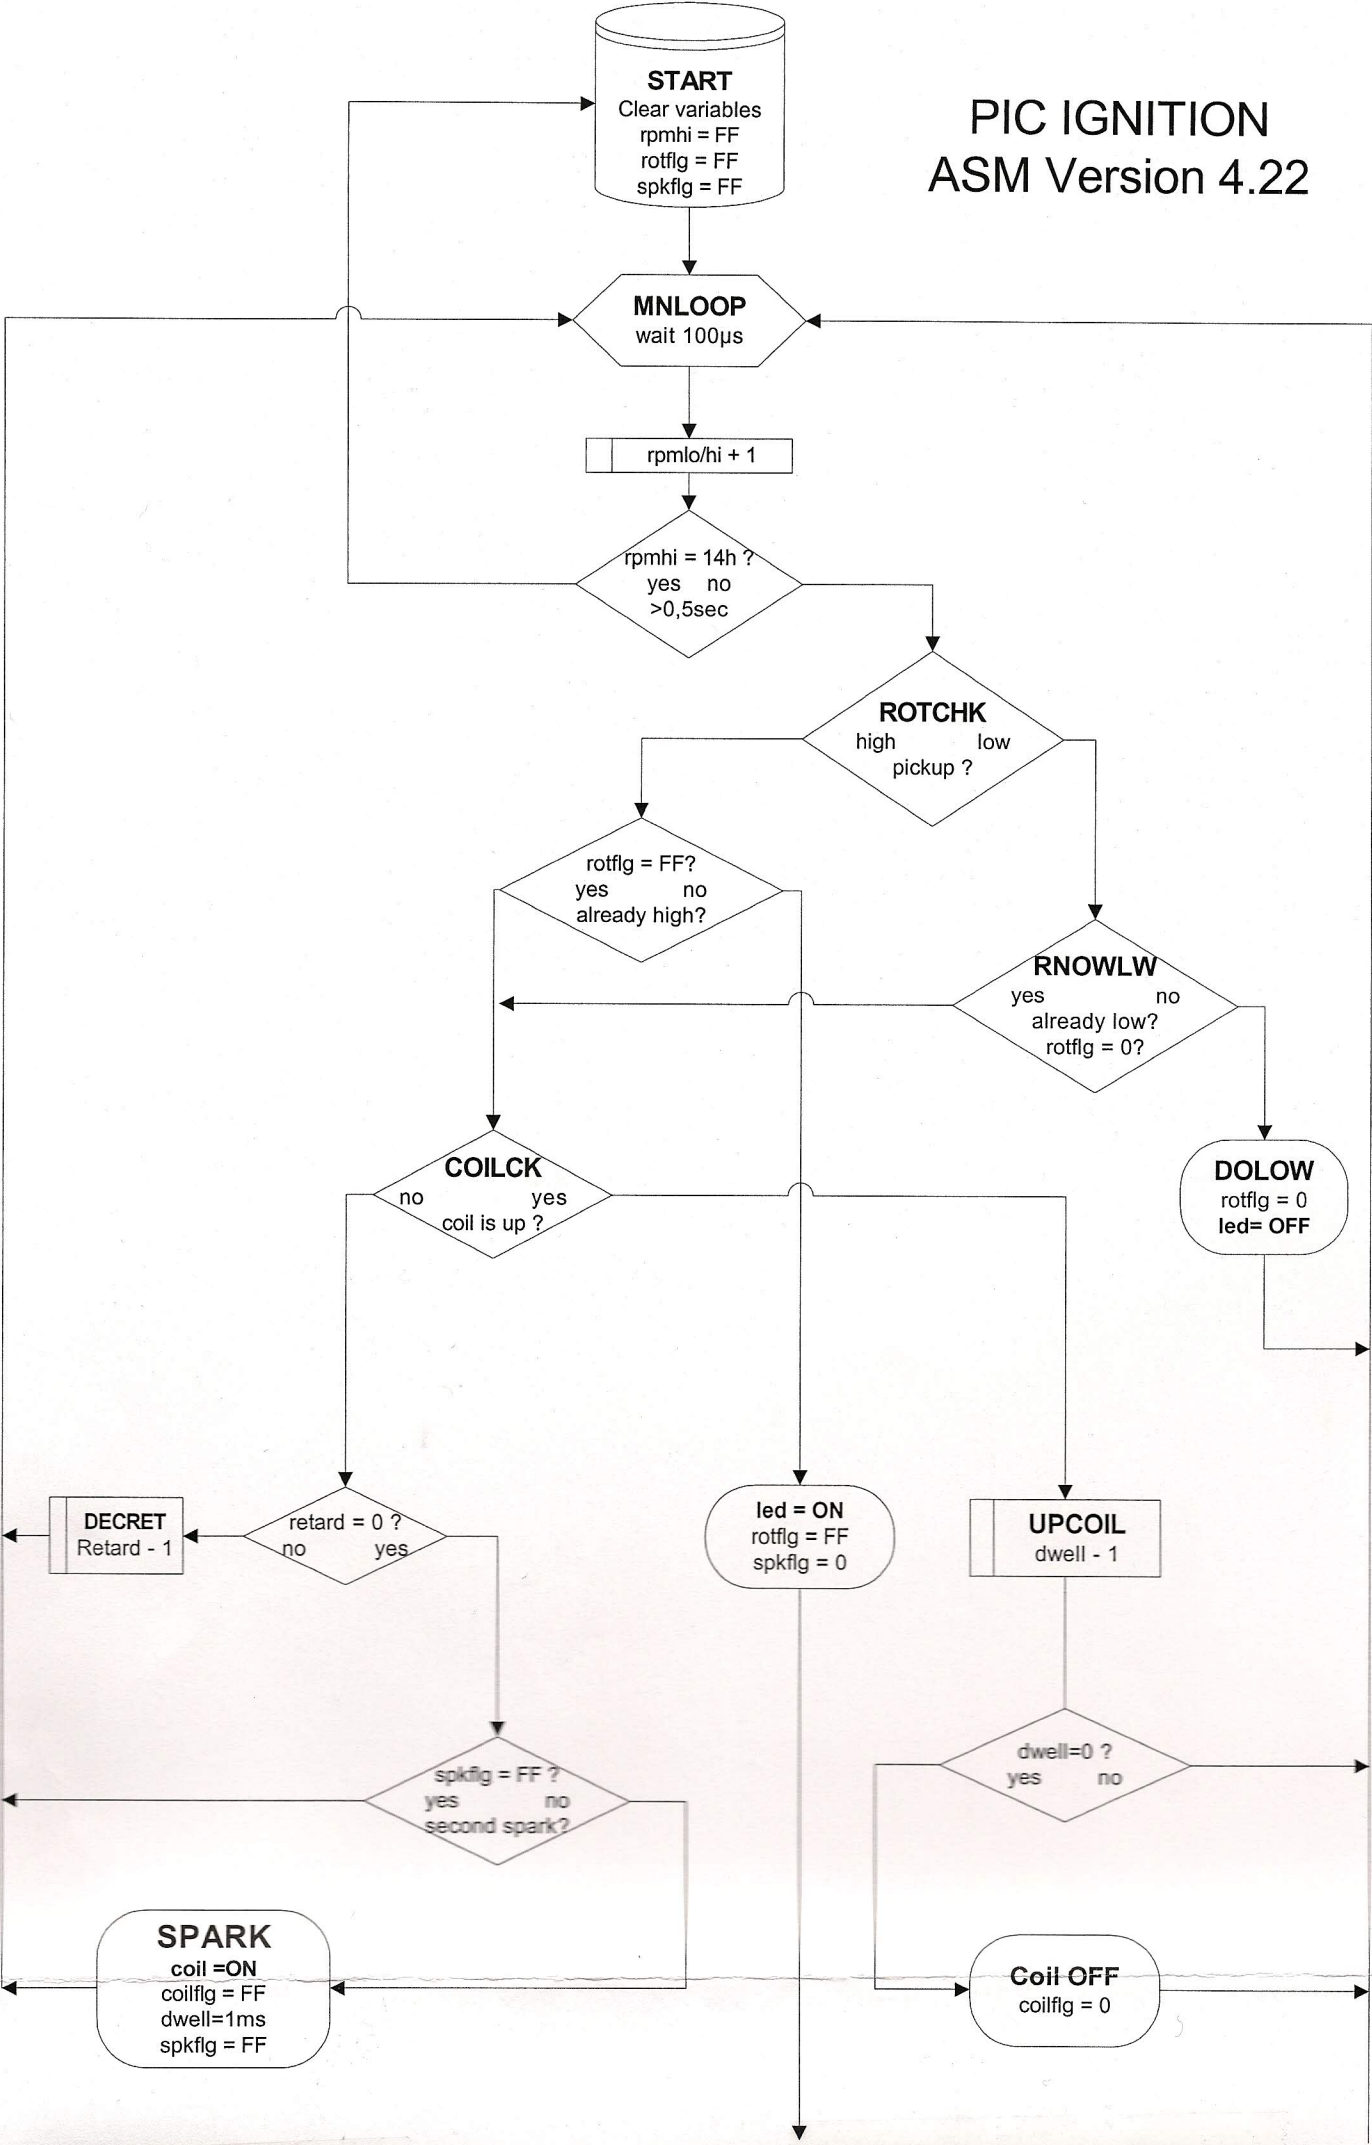 START
Clear variables
rpmhi = FF
rotflg = FF
spkflg = FF
PIC IGNITION
ASM Version 4.22
MNLOOP
wait 100µs
rpmlo/hi + 1
rpmhi = 14h ?
yes no
>0,5sec
ROTCHK
high low
pickup ?
rotflg = FF?
yes no
already high?
RNOWLW
yes no
already low?
rotflg = 0?
COILCK
no yes
coil is up ?
DOLOW
rotflg = 0
led= OFF
DECRET
Retard - 1
retard = 0 ?
no yes
led = ON
rotflg = FF
spkflg = 0
UPCOIL
dwell - 1
spkflg = FF ?
yes no
second spark?
dwell=0 ?
yes no
SPARK
coil =ON
coilflg = FF
dwell=1ms
spkflg = FF
Coil OFF
coilflg = 0